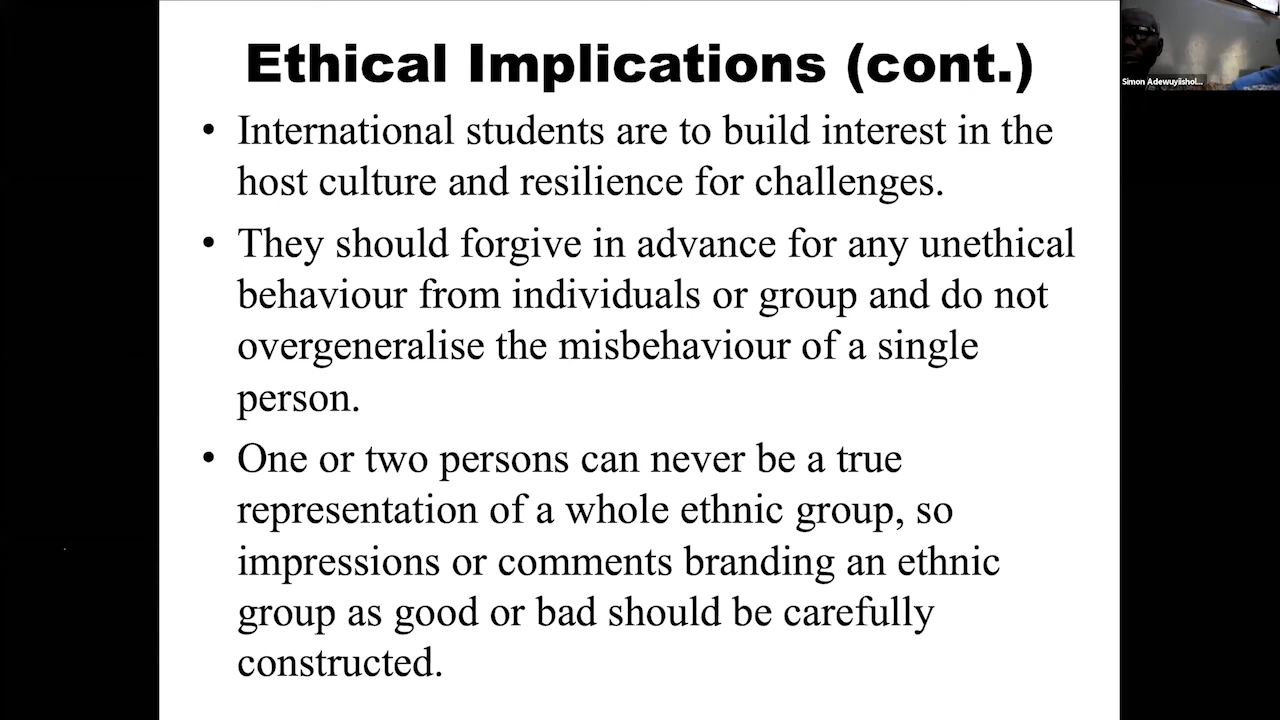 Ethical Implications (cont.)
• International students are to build interest in the
host culture and resilience for challenges.
• They should forgive in advance for any unethical
behaviour from individuals or group and do not
overgeneralise the misbehaviour of a single
person.
• One or two persons can never be a true
representation of a whole ethnic group, so
impressions or comments branding an ethnic
group as good or bad should be carefully
constructed.
Simon Adewuyiishol...